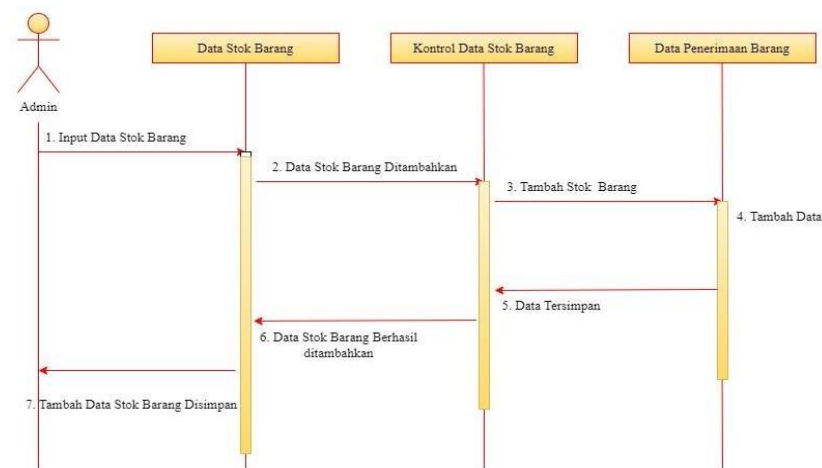 Data Stok Barang
Kontrol Data Stok Barang
Data Penerimaan Barang
Admin
1. Input Data Stok Barang
2. Data Stok Barang Ditambahkan
3. Tambah Stok Barang
4. Tambah Data
5. Data Tersimpan
6. Data Stok Barang Berhasil
ditambahkan
7. Tambah Data Stok Barang Disimpan